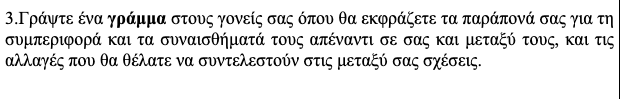 3.Γράψτε ένα γράμμα στους γονείς σας όπου θα εκφράζετε τα παράπονά σας για τη
συμπεριφορά και τα συναισθήματά τους απέναντι σε σας και μεταξύ τους, και τις
αλλαγές που θα θέλατε να συντελεστούν στις μεταξύ σας σχέσεις.